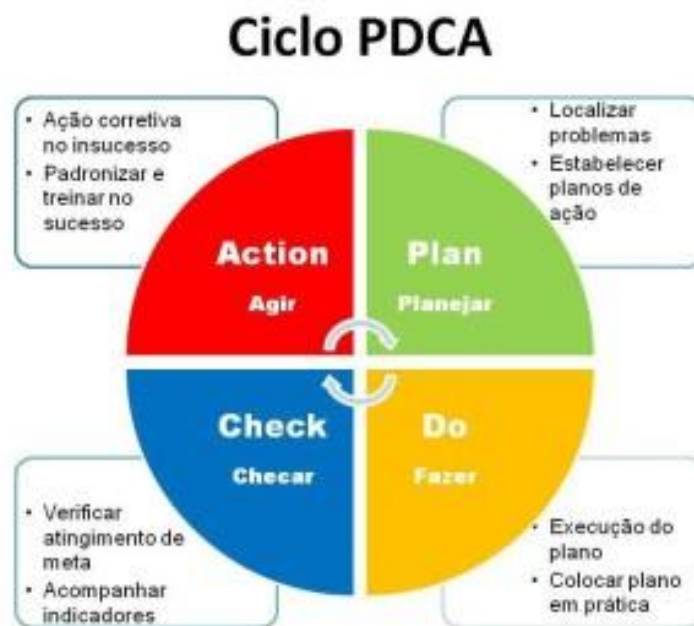 Ciclo PDCA
• Ação corretiva
no insucesso
• Padronizar e
treinar no
sucesso
• Localizar
problemas
• Estabelecer
planos de
ação
Action
Agir
Plan
Planejar
Check
Checar
Do
Fazer
• Verificar
atingimento de
meta
• Acompanhar
indicadores
• Execução do
plano
• Colocar plano
em prática